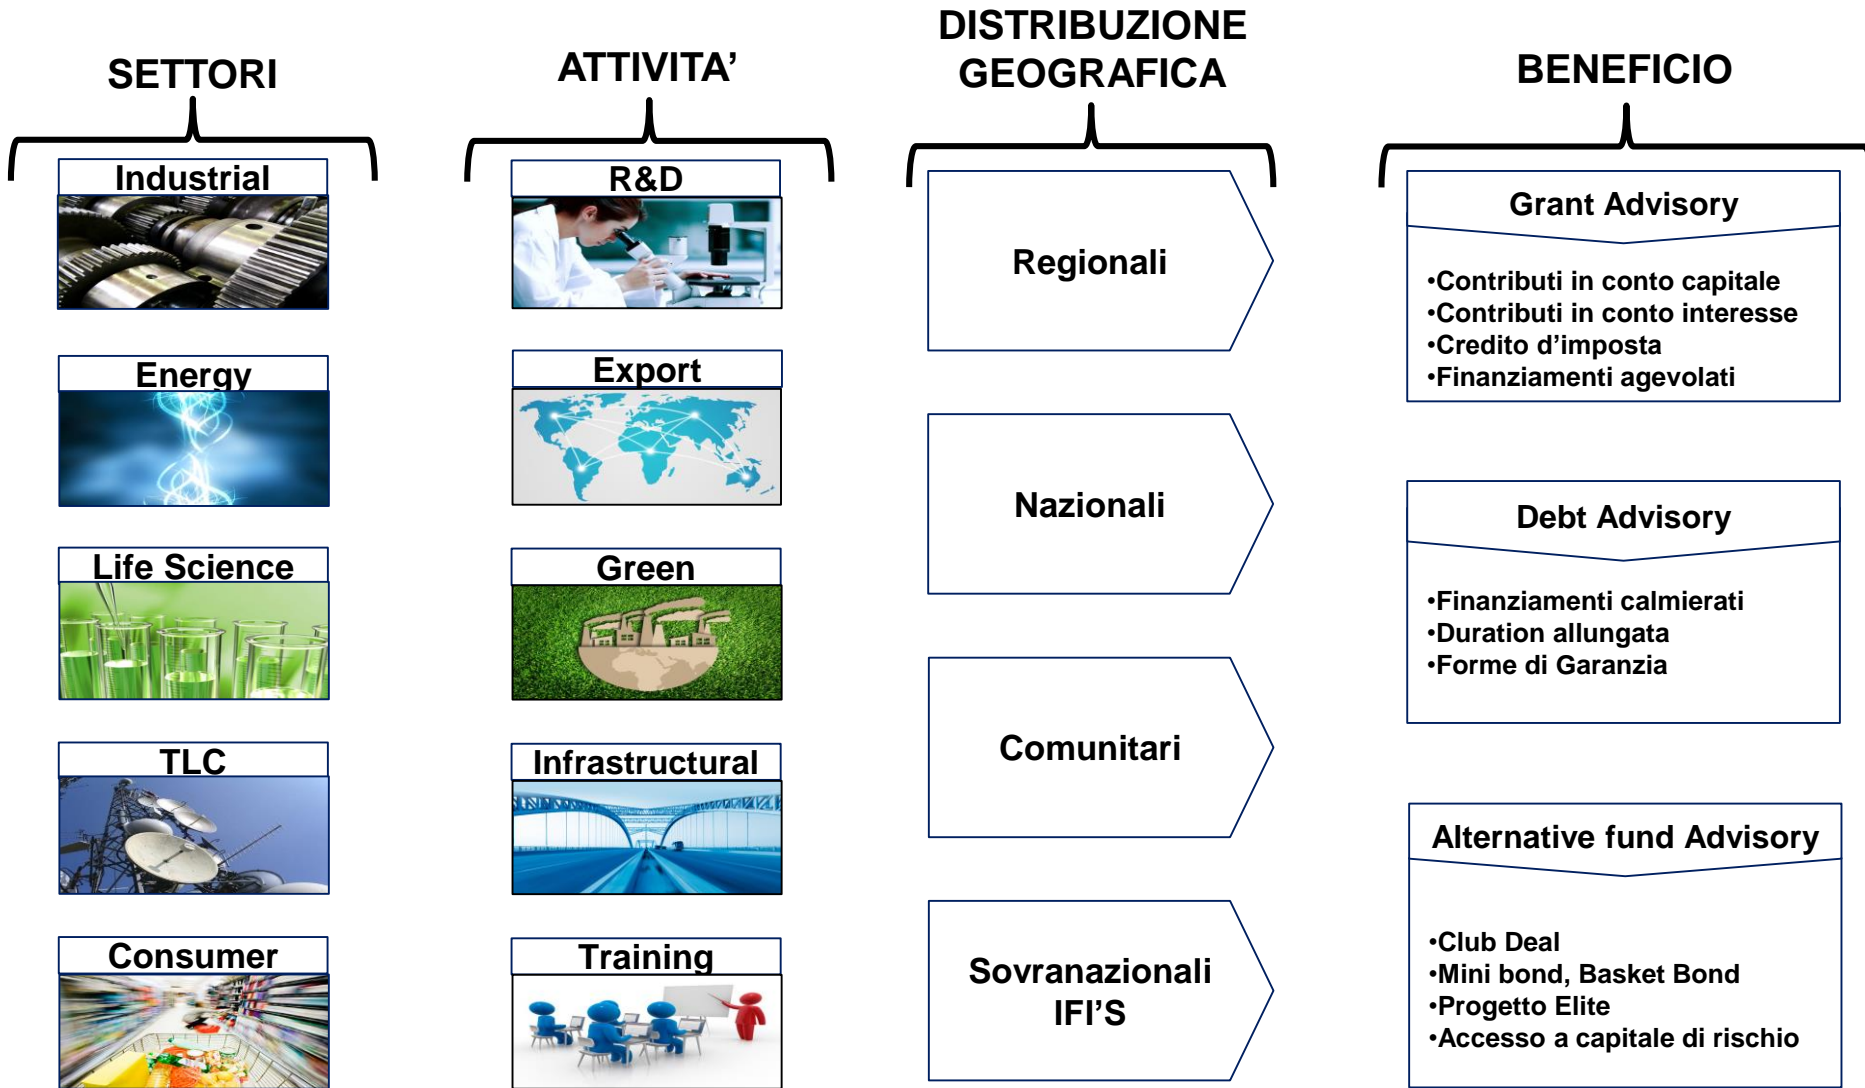 SETTORI
Industrial
Energy
Life Science
TLC
Consumer
ATTIVITA’
R&D
Export
Green
Infrastructural
Training
DISTRIBUZIONE
GEOGRAFICA
Regionali
Nazionali
Comunitari
Sovranazionali
IFI’S
BENEFICIO
Grant Advisory
•Contributi in conto capitale
•Contributi in conto interesse
•Credito d’imposta
•Finanziamenti agevolati
Debt Advisory
•Finanziamenti calmierati
•Duration allungata
•Forme di Garanzia
Alternative fund Advisory
•Club Deal
•Mini bond, Basket Bond
•Progetto Elite
•Accesso a capitale di rischio